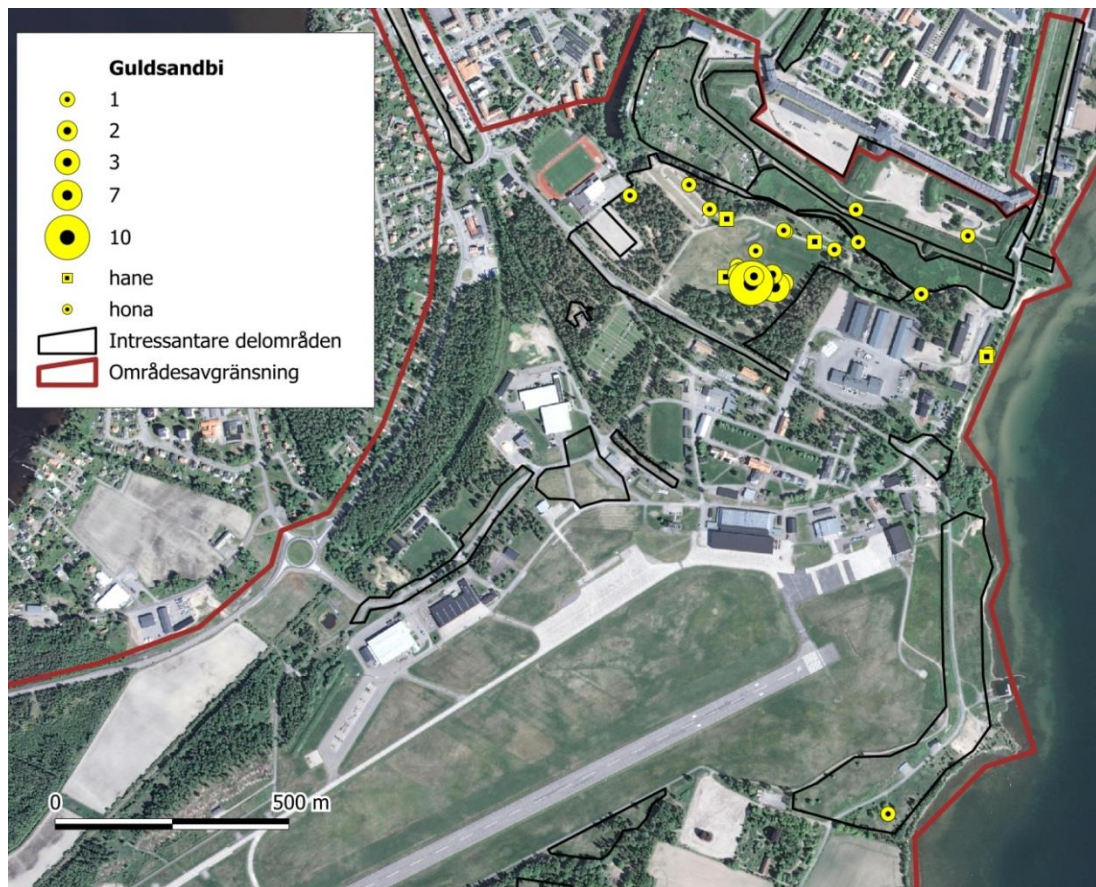 Guldsandbi
1
2
3
7
10
hane
hona
Intressantare delområden
Områdesavgränsning
0 500 m